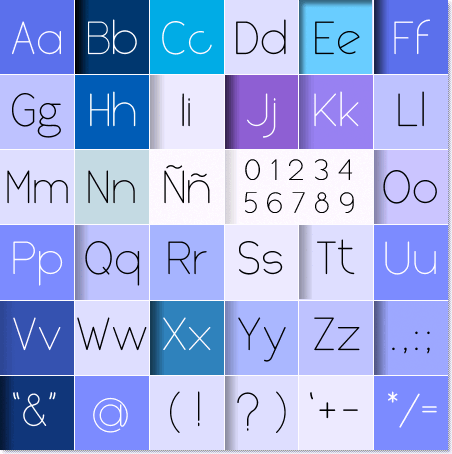 Aa Bb Cc Dd Ee Ff
Gg Hh Ii Jj Kk Ll
Mm Nn Ññ 0 1 2 3 4
5 6 7 8 9 Oo
Pp Qq Rr Ss Tt Uu
Vv Ww Xx Yy Zz .,:;
"&" @ (! ?) '+- */=